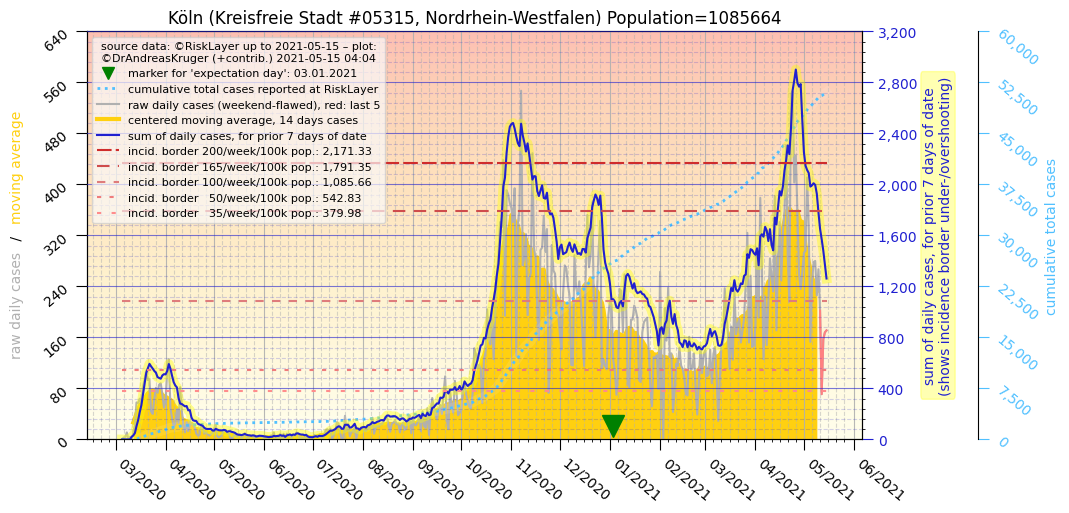 Köln (Kreisfreie Stadt #05315, Nordrhein-Westfalen) Population=1085664
source data: ©RiskLayer up to 2021-05-15 – plot:
©DrAndreasKruger (+contrib.) 2021-05-15 04:04
marker for 'expectation day': 03.01.2021
cumulative total cases reported at RiskLayer
raw daily cases (weekend-flawed), red: last 5
centered moving average, 14 days cases
sum of daily cases, for prior 7 days of date
incid. border 200/week/100k pop.: 2,171.33
incid. border 165/week/100k pop.: 1,791.35
incid. border 100/week/100k pop.: 1,085.66
incid. border 50/week/100k pop.: 542.83
incid. border 35/week/100k pop.: 379.98
raw daily cases / moving average
640
560
480
400
320
240
160
80
0
03/2020
04/2020
05/2020
06/2020
07/2020
08/2020
09/2020
10/2020
11/2020
12/2020
01/2021
02/2021
03/2021
04/2021
05/2021
06/2021
3,200
2,800
2,400
2,000
1,600
1,200
800
400
0
sum of daily cases, for prior 7 days of date
(shows incidence border under-/overshooting)
60,000
52,500
45,000
37,500
30,000
22,500
15,000
7,500
0
cumulative total cases